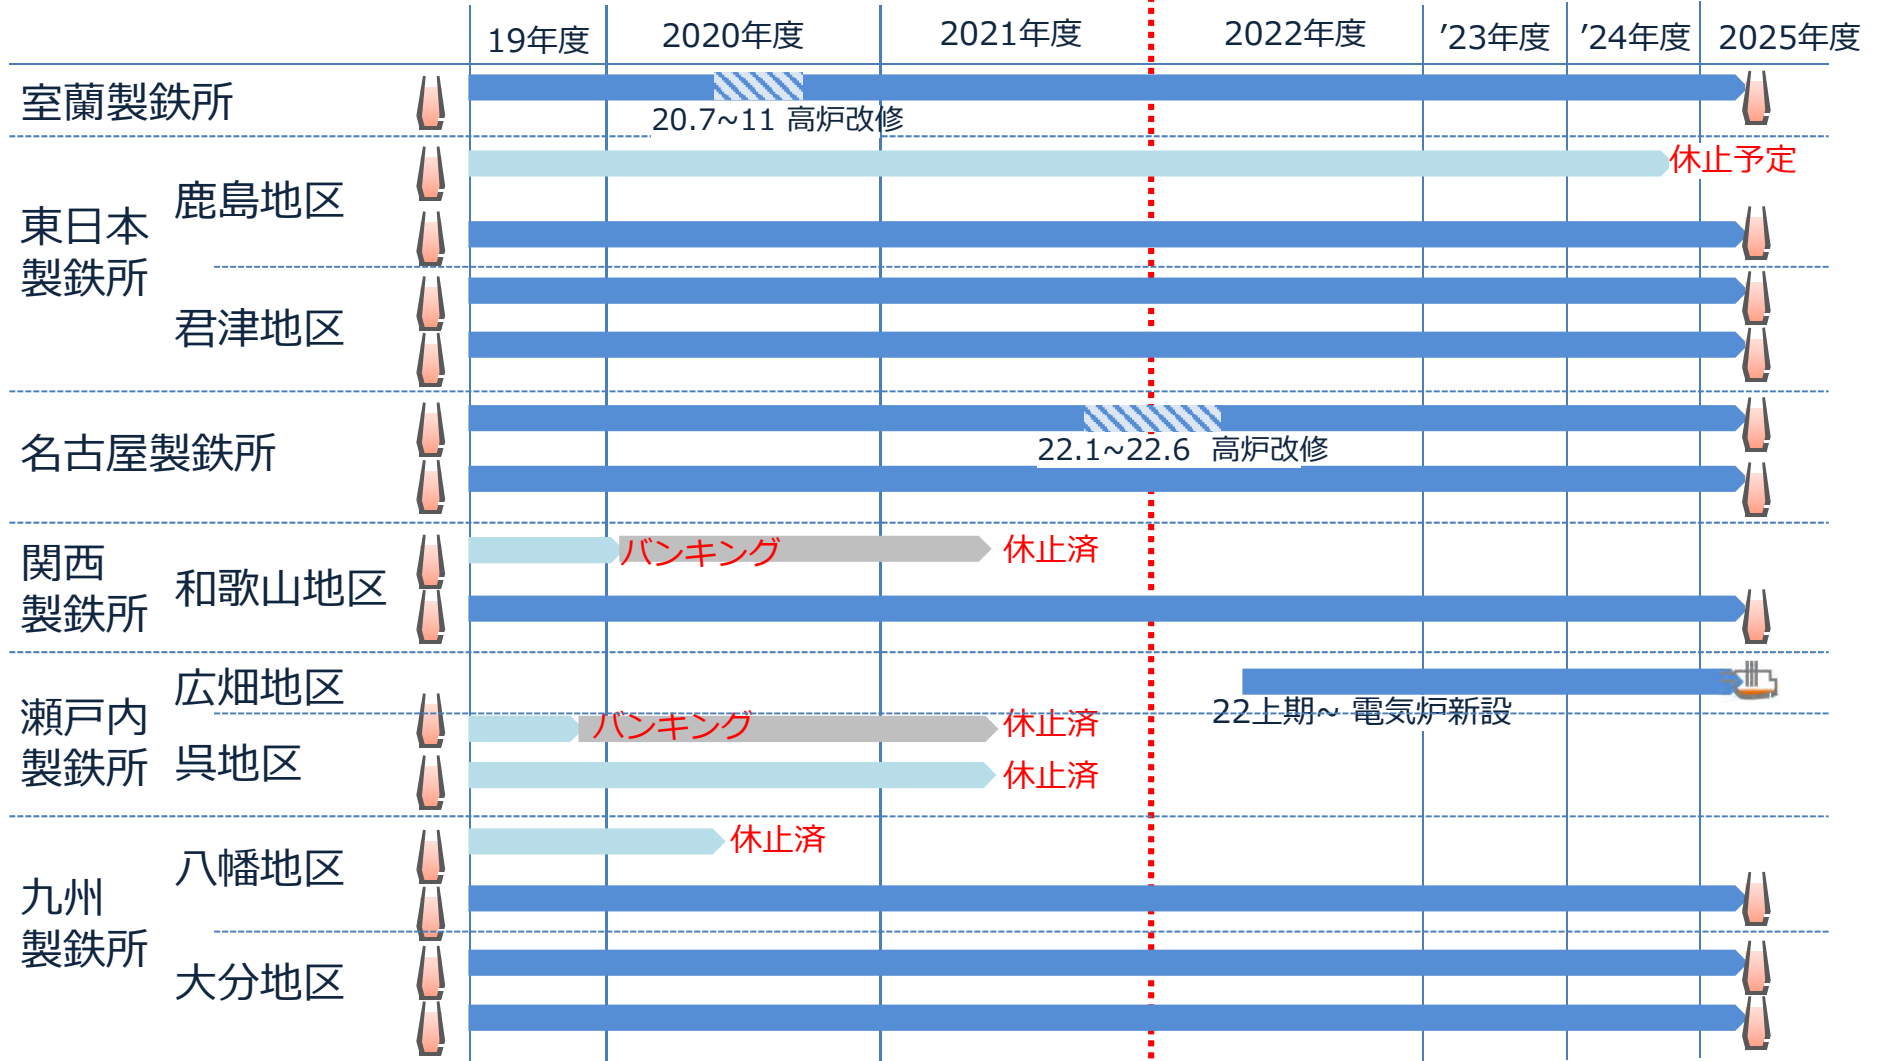 19年度 2020年度 2021年度 2022年度 ’23年度 ’24年度 2025年度
室蘭製鉄所
20.7~11 高炉改修
東日本
製鉄所
鹿島地区
休止予定
君津地区
名古屋製鉄所
22.1~22.6 高炉改修
関西
製鉄所
和歌山地区
バンキング 休止済
瀬戸内
製鉄所
広畑地区
22上期~ 電気炉新設
呉地区
バンキング 休止済
休止済
九州
製鉄所
八幡地区
休止済
大分地区